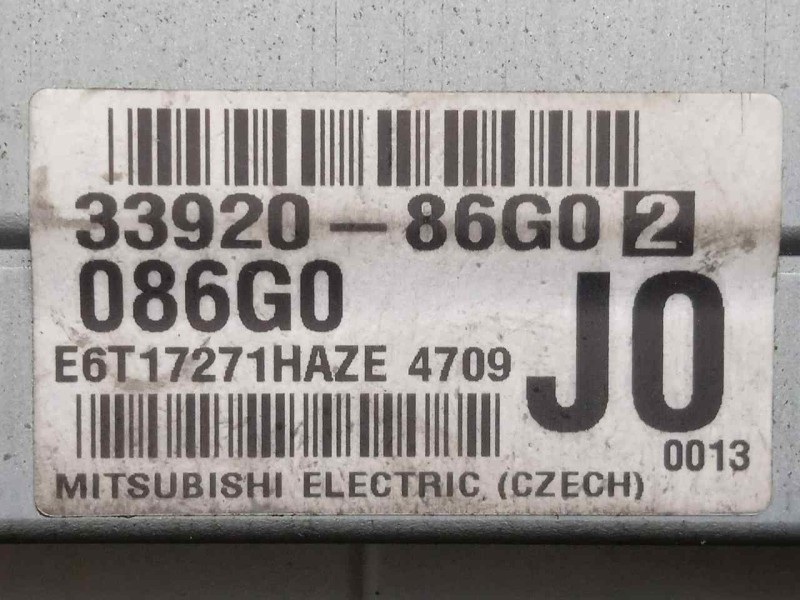 33920-86G0 2
086G0
J0
E6T17271HAZE 4709
0013
MITSUBISHI ELECTRIC (CZECH)